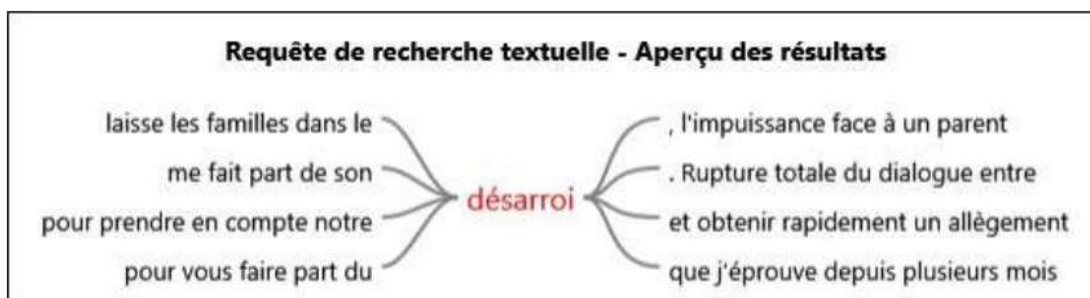 Requête de recherche textuelle - Aperçu des résultats
laisse les familles dans le
me fait part de son
pour prendre en compte notre
pour vous faire part du
désarroi
, l'impuissance face à un parent
. Rupture totale du dialogue entre
et obtenir rapidement un allègement
que j'éprouve depuis plusieurs mois